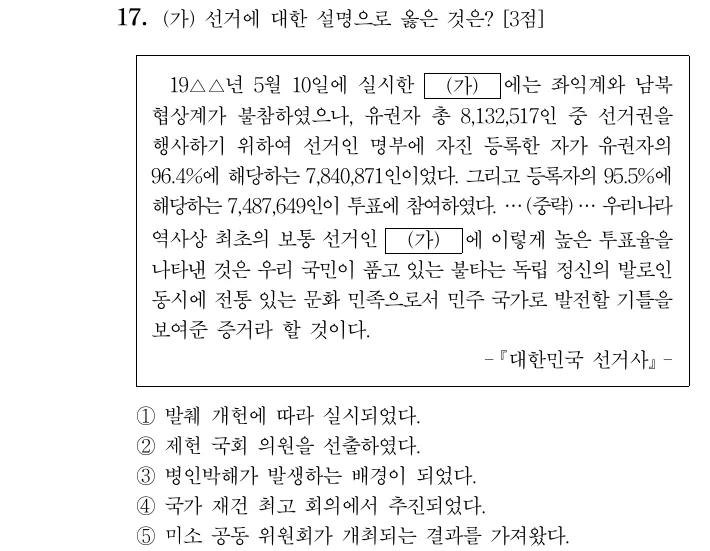 17. (가) 선거에 대한 설명으로 옳은 것은? [3점]
19△△년 5월 10일에 실시한 (가) 에는 좌익계와 남북
협상계가 불참하였으나, 유권자 총 8,132,517인 중 선거권을
행사하기 위하여 선거인 명부에 자진 등록한 자가 유권자의
96.4%에 해당하는 7,840,871인이었다. 그리고 등록자의 95.5%에
해당하는 7,487,649인이 투표에 참여하였다. …(중략)… 우리나라
역사상 최초의 보통 선거인 (가) 에 이렇게 높은 투표율을
나타낸 것은 우리 국민이 품고 있는 불타는 독립 정신의 발로인
동시에 전통 있는 문화 민족으로서 민주 국가로 발전할 기틀을
보여준 증거라 할 것이다.
-『대한민국 선거사』-
① 발췌 개헌에 따라 실시되었다.
② 제헌 국회 의원을 선출하였다.
③ 병인박해가 발생하는 배경이 되었다.
④ 국가 재건 최고 회의에서 추진되었다.
⑤ 미소 공동 위원회가 개최되는 결과를 가져왔다.